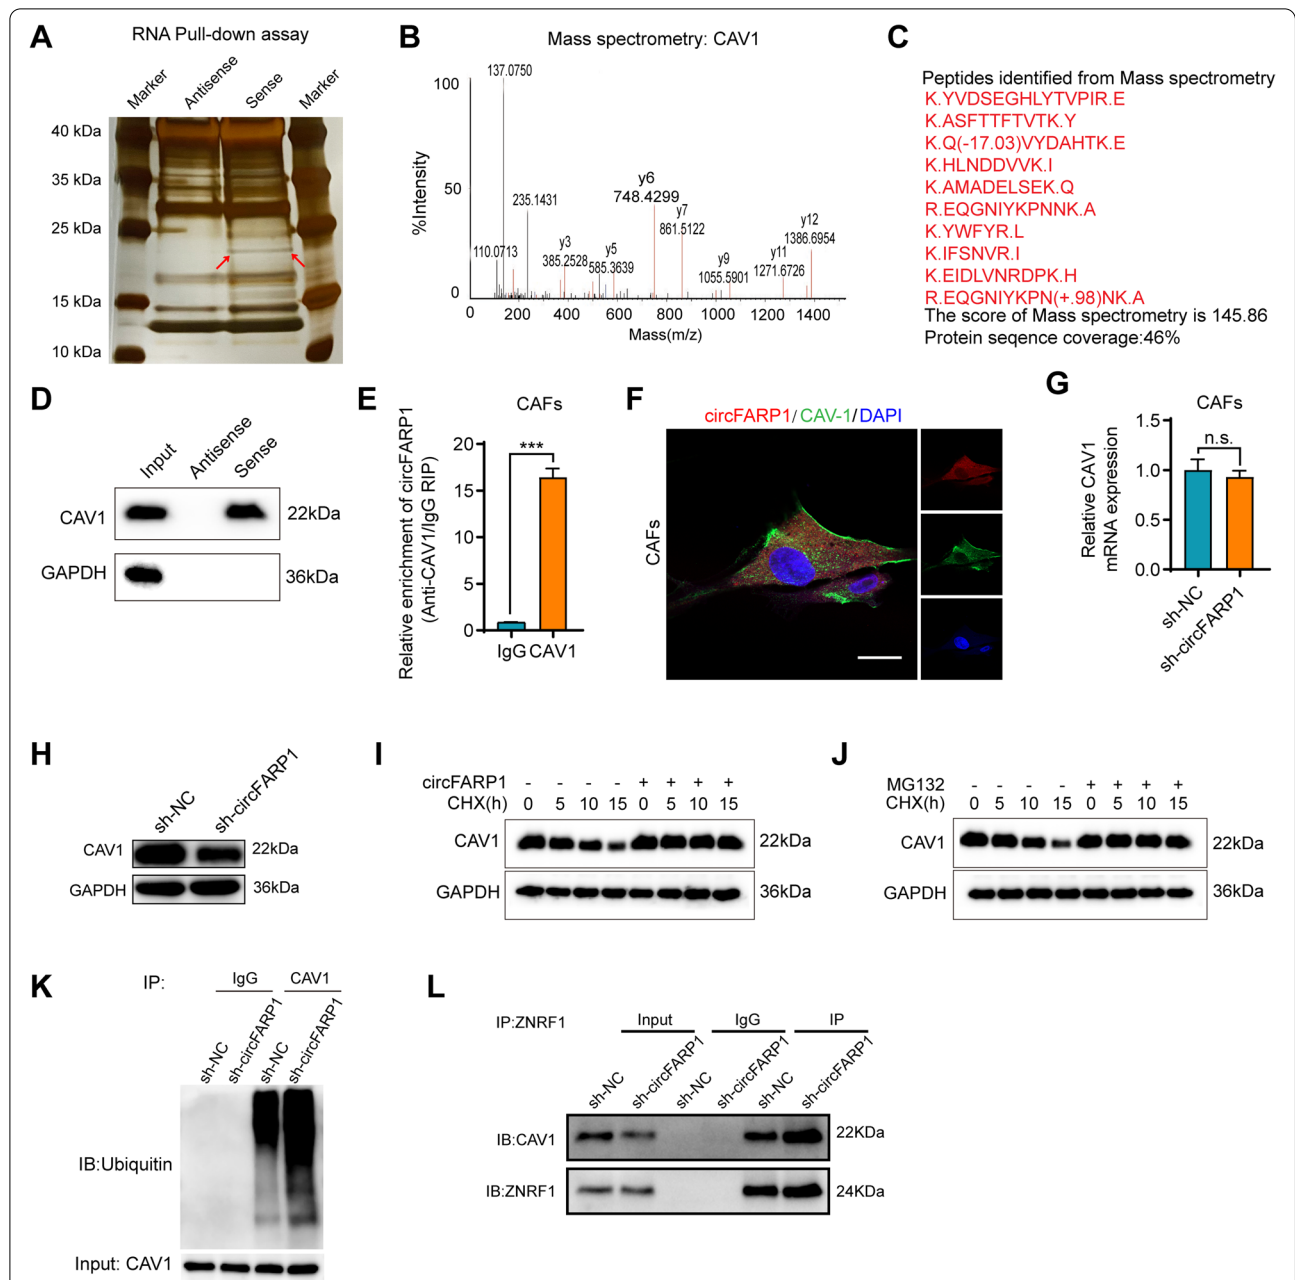 A
RNA Pull-down assay
Marker
Antisense
Sense
Marker
40 kDa
35 kDa
25 kDa
15 kDa
10 kDa
B
Mass spectrometry: CAV1
%Intensity
100
50
0
137.0750
235.1431
110.0713
y3
385.2528
y5
585.3639
y6
748.4299
y7
861.5122
y9
1055.5901
y11
1271.6726
y12
1386.6954
0 200 400 600 800 1000 1200 1400
Mass(m/z)
C
Peptides identified from Mass spectrometry
K.YVDSEGHLYTVPIR.E
K.ASFTTFTVTK.Y
K.Q(-17.03)VYDAHTK.E
K.HLNDDVVK.I
K.AMADELSEK.Q
R.EQGNIYKPNNK.A
K.YWFYR.L
K.IFSNVR.I
K.EIDLVNRDPK.H
R.EQGNIYKPN(+.98)NK.A
The score of Mass spectrometry is 145.86
Protein seqence coverage:46%
D
Input
Antisense
Sense
CAV1
22kDa
GAPDH
36kDa
E
CAFs
Relative enrichment of circFARP1
(Anti-CAV1/IgG RIP)
20
15
10
5
0
***
IgG CAV1
F
circFARP1/CAV-1/DAPI
CAFs
G
CAFs
Relative CAV1
mRNA expression
1.5
1.0
0.5
0.0
n.s.
sh-NC
sh-circFARP1
H
sh-NC
sh-circFARP1
CAV1
22kDa
GAPDH
36kDa
I
circFARP1 - - - - + + + +
CHX(h) 0 5 10 15 0 5 10 15
CAV1
22kDa
GAPDH
36kDa
J
MG132 - - - - + + + +
CHX(h) 0 5 10 15 0 5 10 15
CAV1
22kDa
GAPDH
36kDa
K
IP: IgG CAV1
sh-NC
sh-circFARP1
sh-NC
sh-circFARP1
IB:Ubiquitin
Input: CAV1
L
IP:ZNRF1
Input IgG IP
sh-NC
sh-circFARP1
sh-NC
sh-circFARP1
sh-NC
sh-circFARP1
IB:CAV1
22KDa
IB:ZNRF1
24KDa